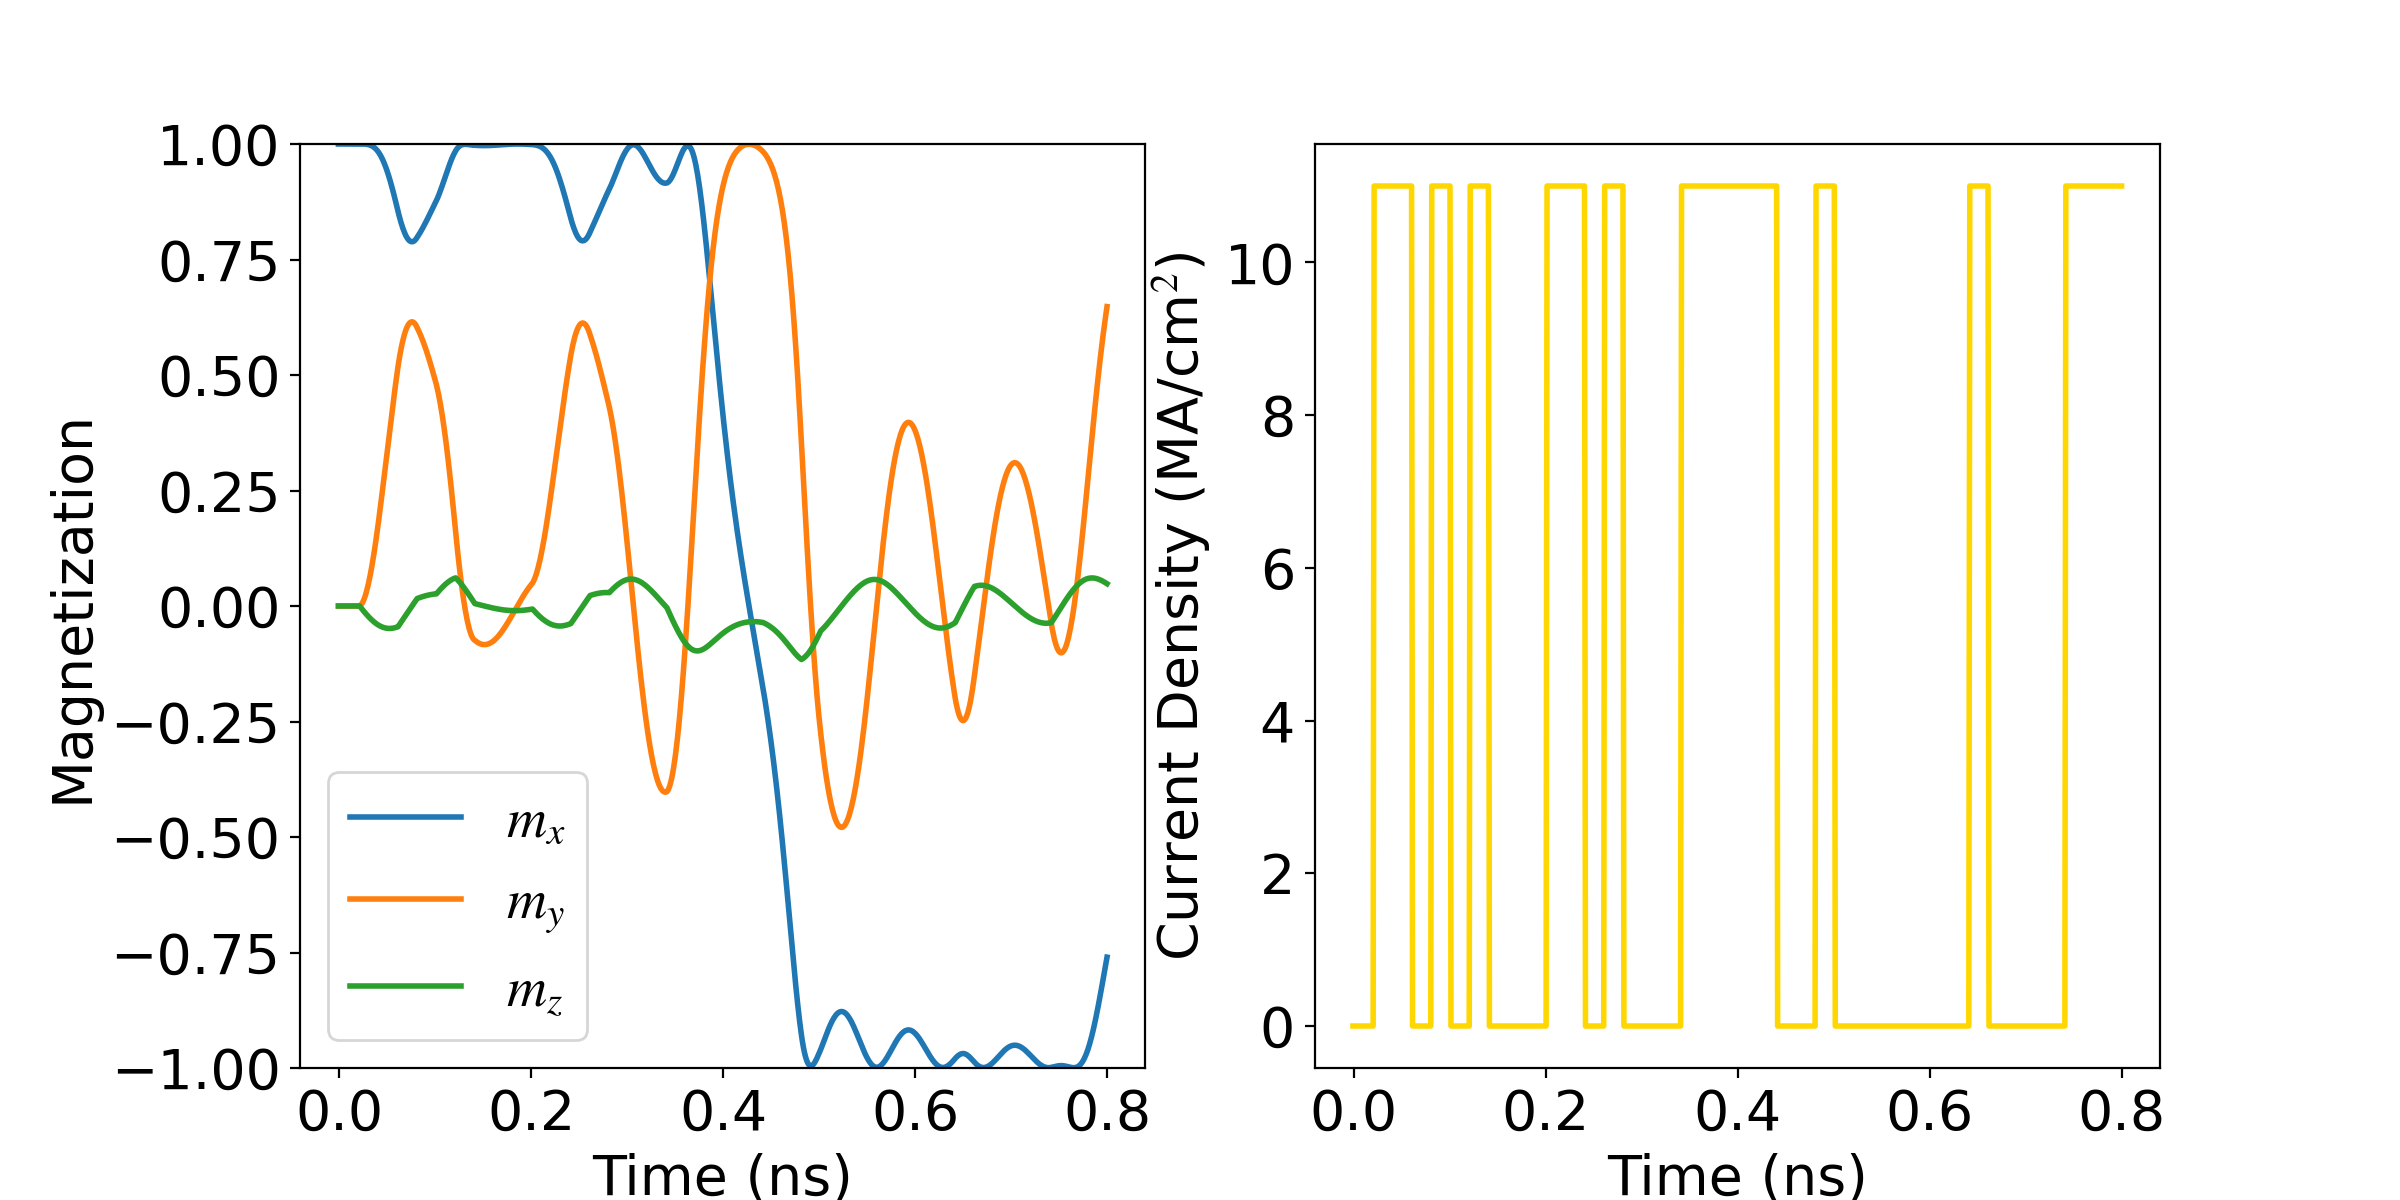 Magnetization
1.00
0.75
0.50
0.25
0.00
−0.25
−0.50
−0.75
−1.00
m_x
m_y
m_z
0.0 0.2 0.4 0.6 0.8
Time (ns)
Current Density (MA/cm²)
10
8
6
4
2
0
0.0 0.2 0.4 0.6 0.8
Time (ns)